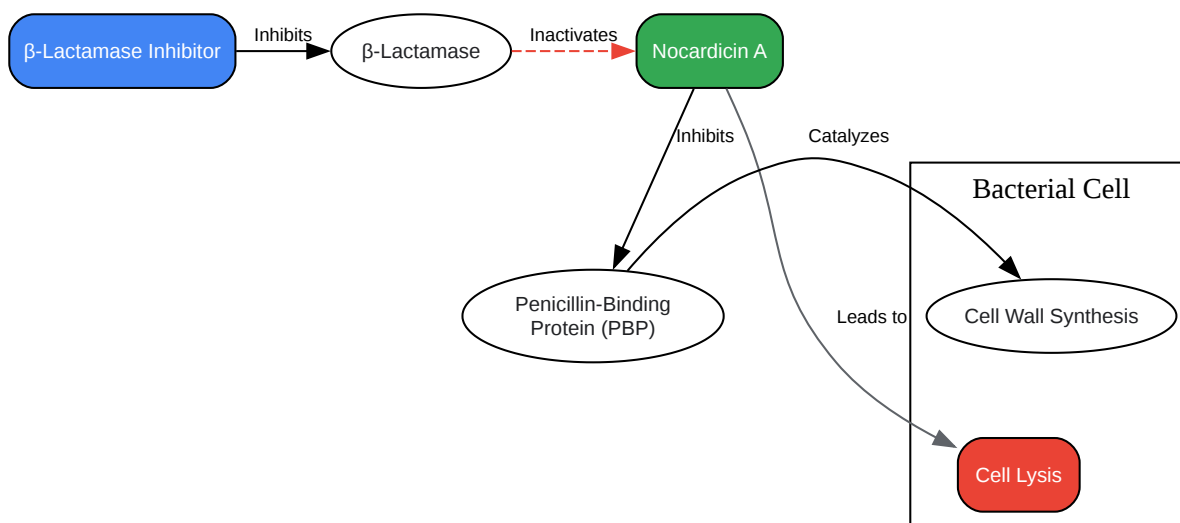 β-Lactamase Inhibitor
Inhibits
β-Lactamase
Inactivates
Nocardicin A
Inhibits
Catalyzes
Bacterial Cell
Penicillin-Binding
Protein (PBP)
Leads to
Cell Wall Synthesis
Cell Lysis